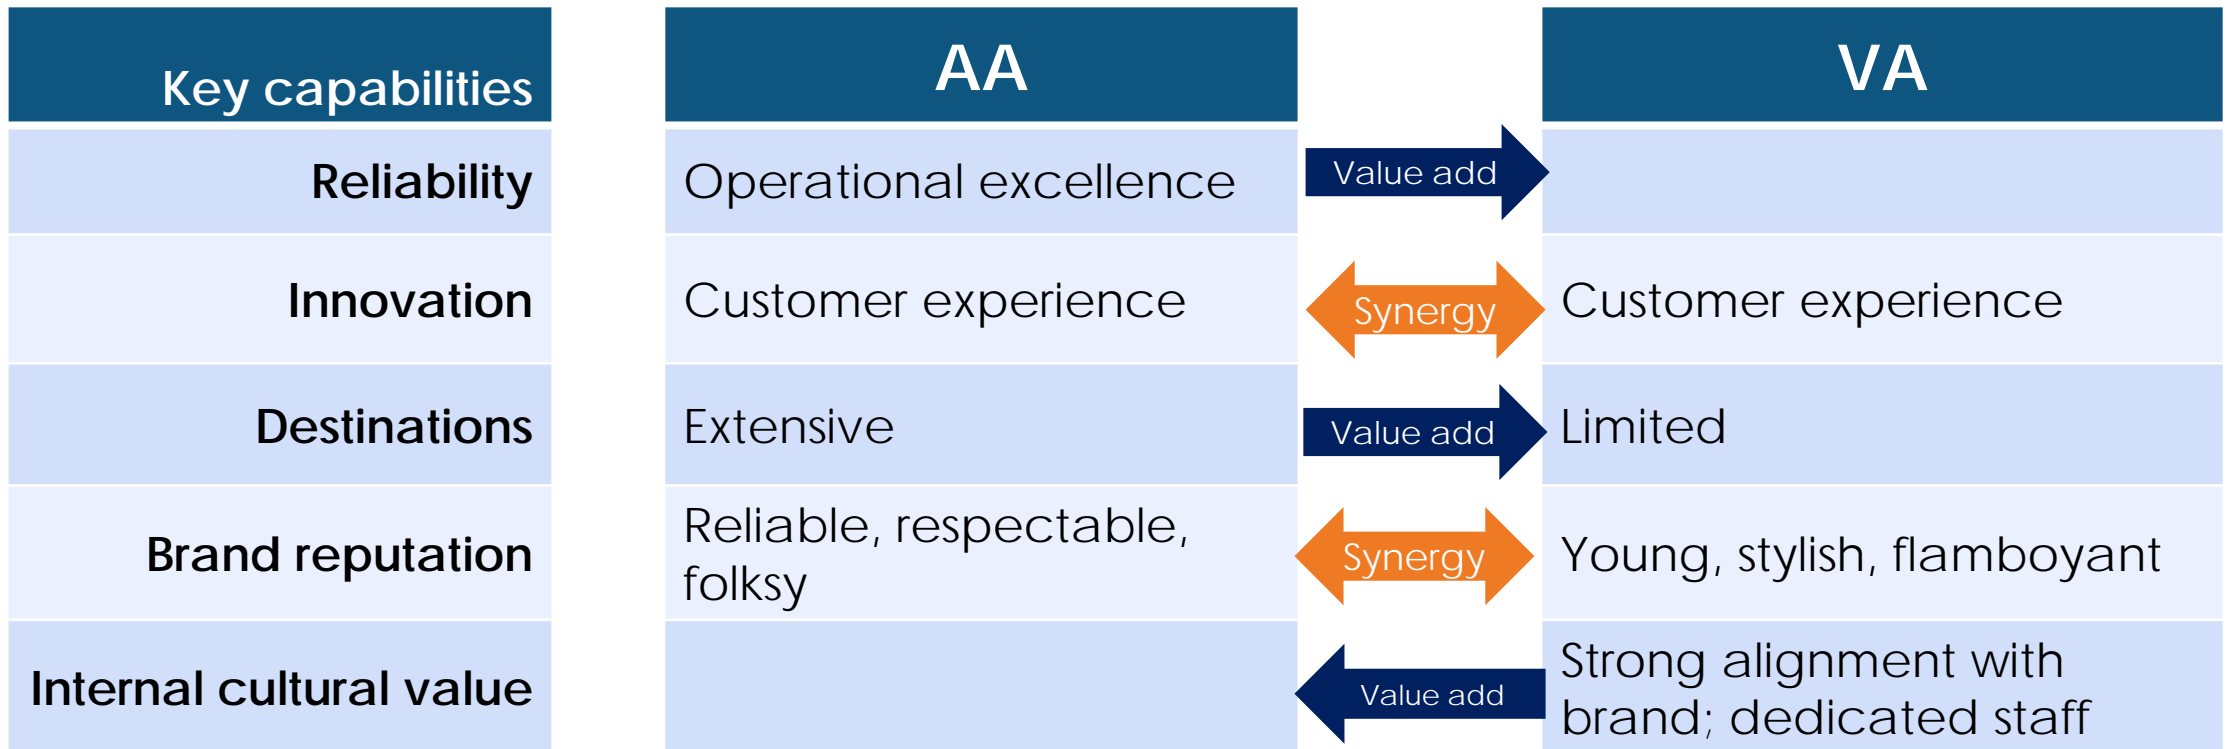 Key capabilities
AA
VA
Reliability
Operational excellence
Value add
Innovation
Customer experience
Synergy
Customer experience
Destinations
Extensive
Value add
Limited
Brand reputation
Reliable, respectable,
folksy
Synergy
Young, stylish, flamboyant
Internal cultural value
Value add
Strong alignment with
brand; dedicated staff